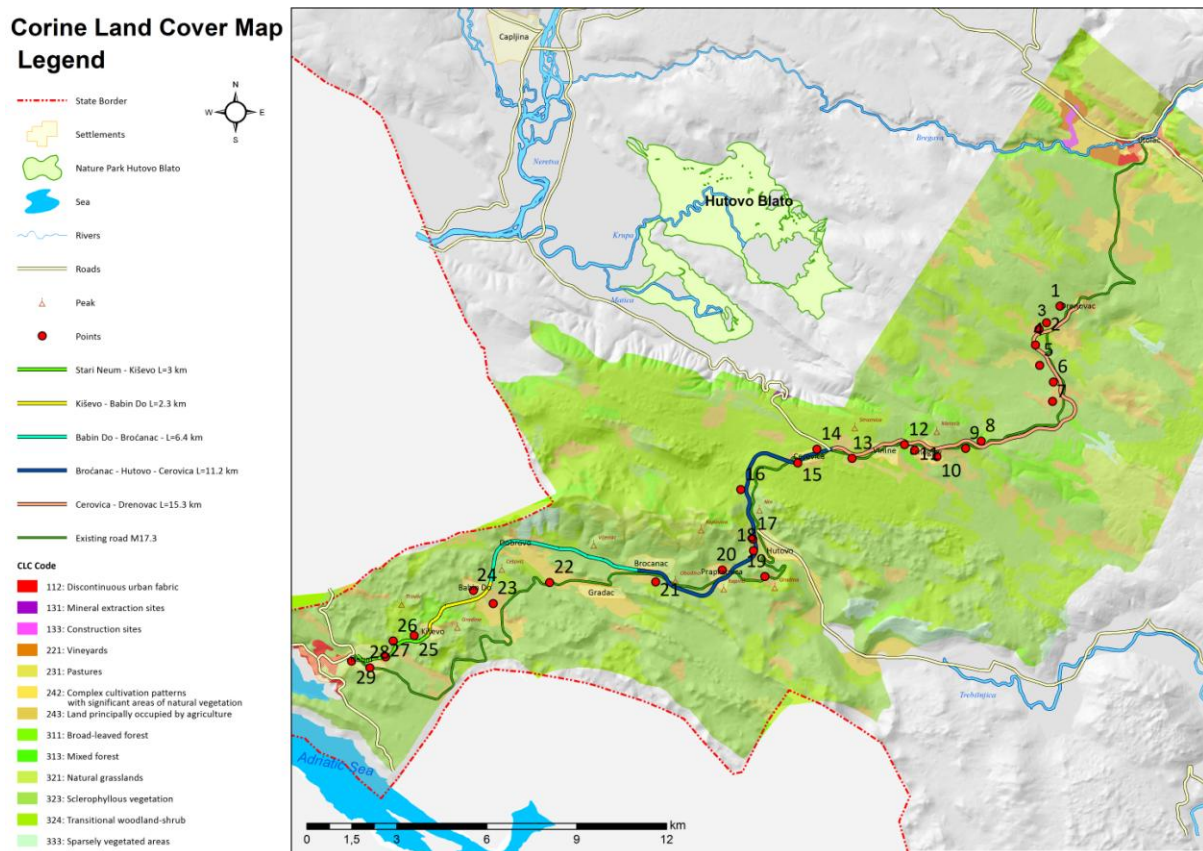 Corine Land Cover Map
Legend
N
W E
S
State Border
Settlements
Nature Park Hutovo Blato
Sea
Rivers
Roads
Peak
Points
Stari Neum - Kiševo L=3 km
Kiševo - Babin Do L=2.3 km
Babin Do - Broćanac - L=6.4 km
Broćanac - Hutovo - Cerovica L=11.2 km
Cerovica - Drenovac L=15.3 km
Existing road M17.3
CLC Code
112: Discontinuous urban fabric
131: Mineral extraction sites
133: Construction sites
221: Vineyards
231: Pastures
242: Complex cultivation patterns
with significant areas of natural vegetation
243: Land principally occupied by agriculture
311: Broad-leaved forest
313: Mixed forest
321: Natural grasslands
323: Sclerophyllous vegetation
324: Transitional woodland-shrub
333: Sparsely vegetated areas
Capljina
Neretva
Bregava
Stolac
Hutovo Blato
Krupa
Matica
1
Drenovac
3
2
4
5
6
7
8
9
10
11
12
13
14
15
16
17
18
Hutovo
19
20
Brocanac
21
22
Gradac
Dobrovo
24
Babin Do
23
26
Kiševo
25
27
28
29
Trebišnjica
Adriatic Sea
km
0 1,5 3 6 9 12